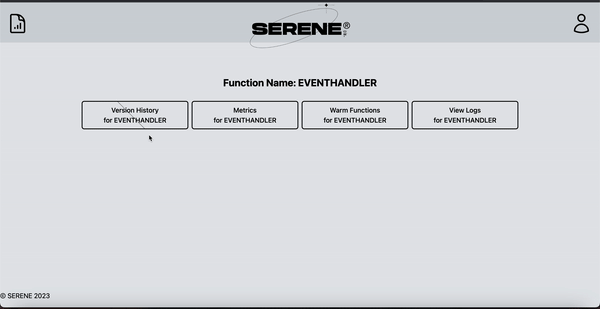 SERENE®
Function Name: EVENTHANDLER
Version History
for EVENTHANDLER
Metrics
for EVENTHANDLER
Warm Functions
for EVENTHANDLER
View Logs
for EVENTHANDLER
© SERENE 2023